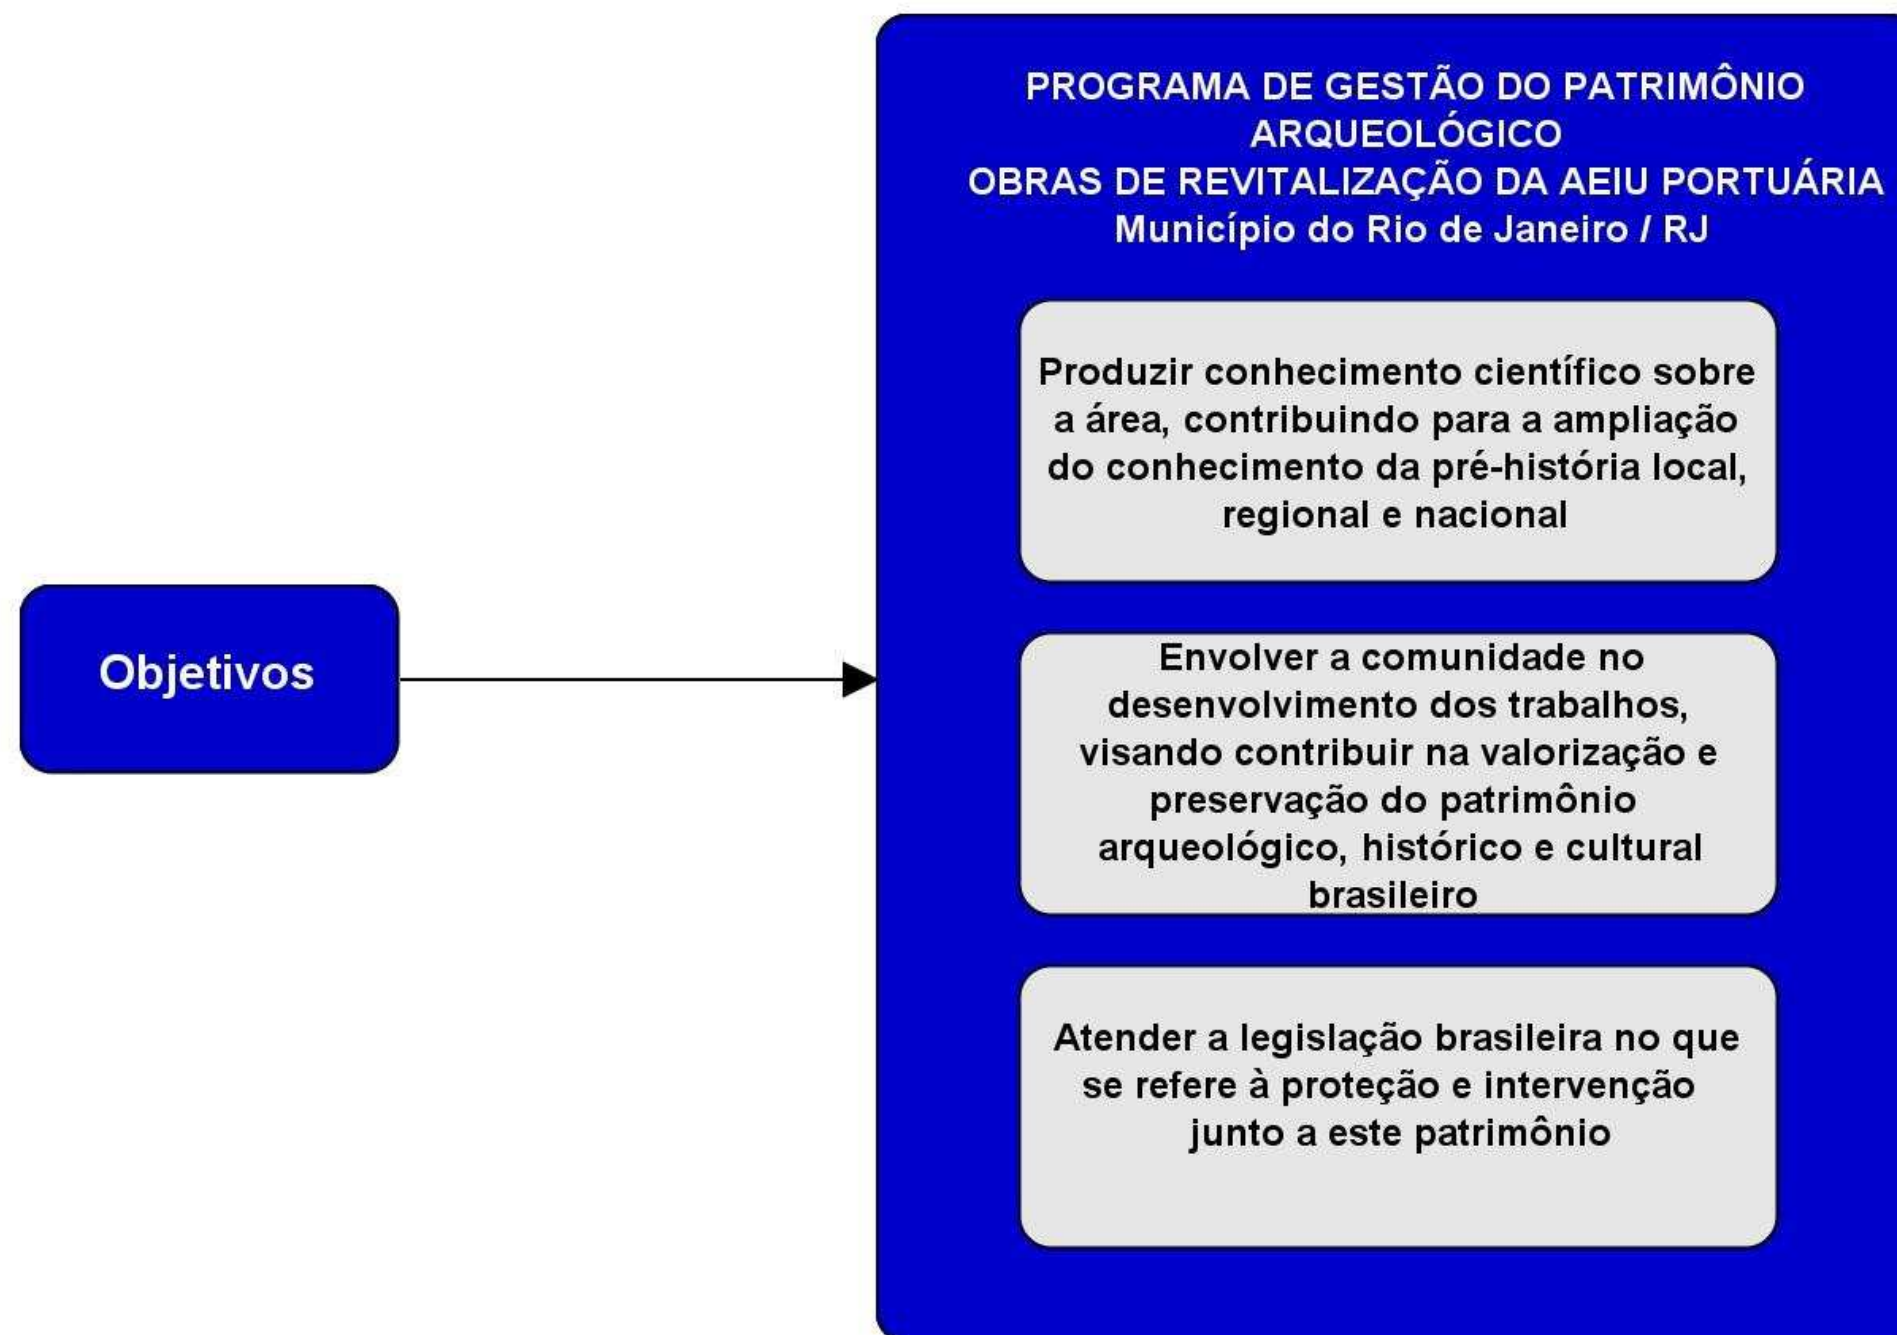 Objetivos
PROGRAMA DE GESTÃO DO PATRIMÔNIO
ARQUEOLÓGICO
OBRAS DE REVITALIZAÇÃO DA AEIU PORTUÁRIA
Município do Rio de Janeiro / RJ
Produzir conhecimento científico sobre
a área, contribuindo para a ampliação
do conhecimento da pré-história local,
regional e nacional
Envolver a comunidade no
desenvolvimento dos trabalhos,
visando contribuir na valorização e
preservação do patrimônio
arqueológico, histórico e cultural
brasileiro
Atender a legislação brasileira no que
se refere à proteção e intervenção
junto a este patrimônio